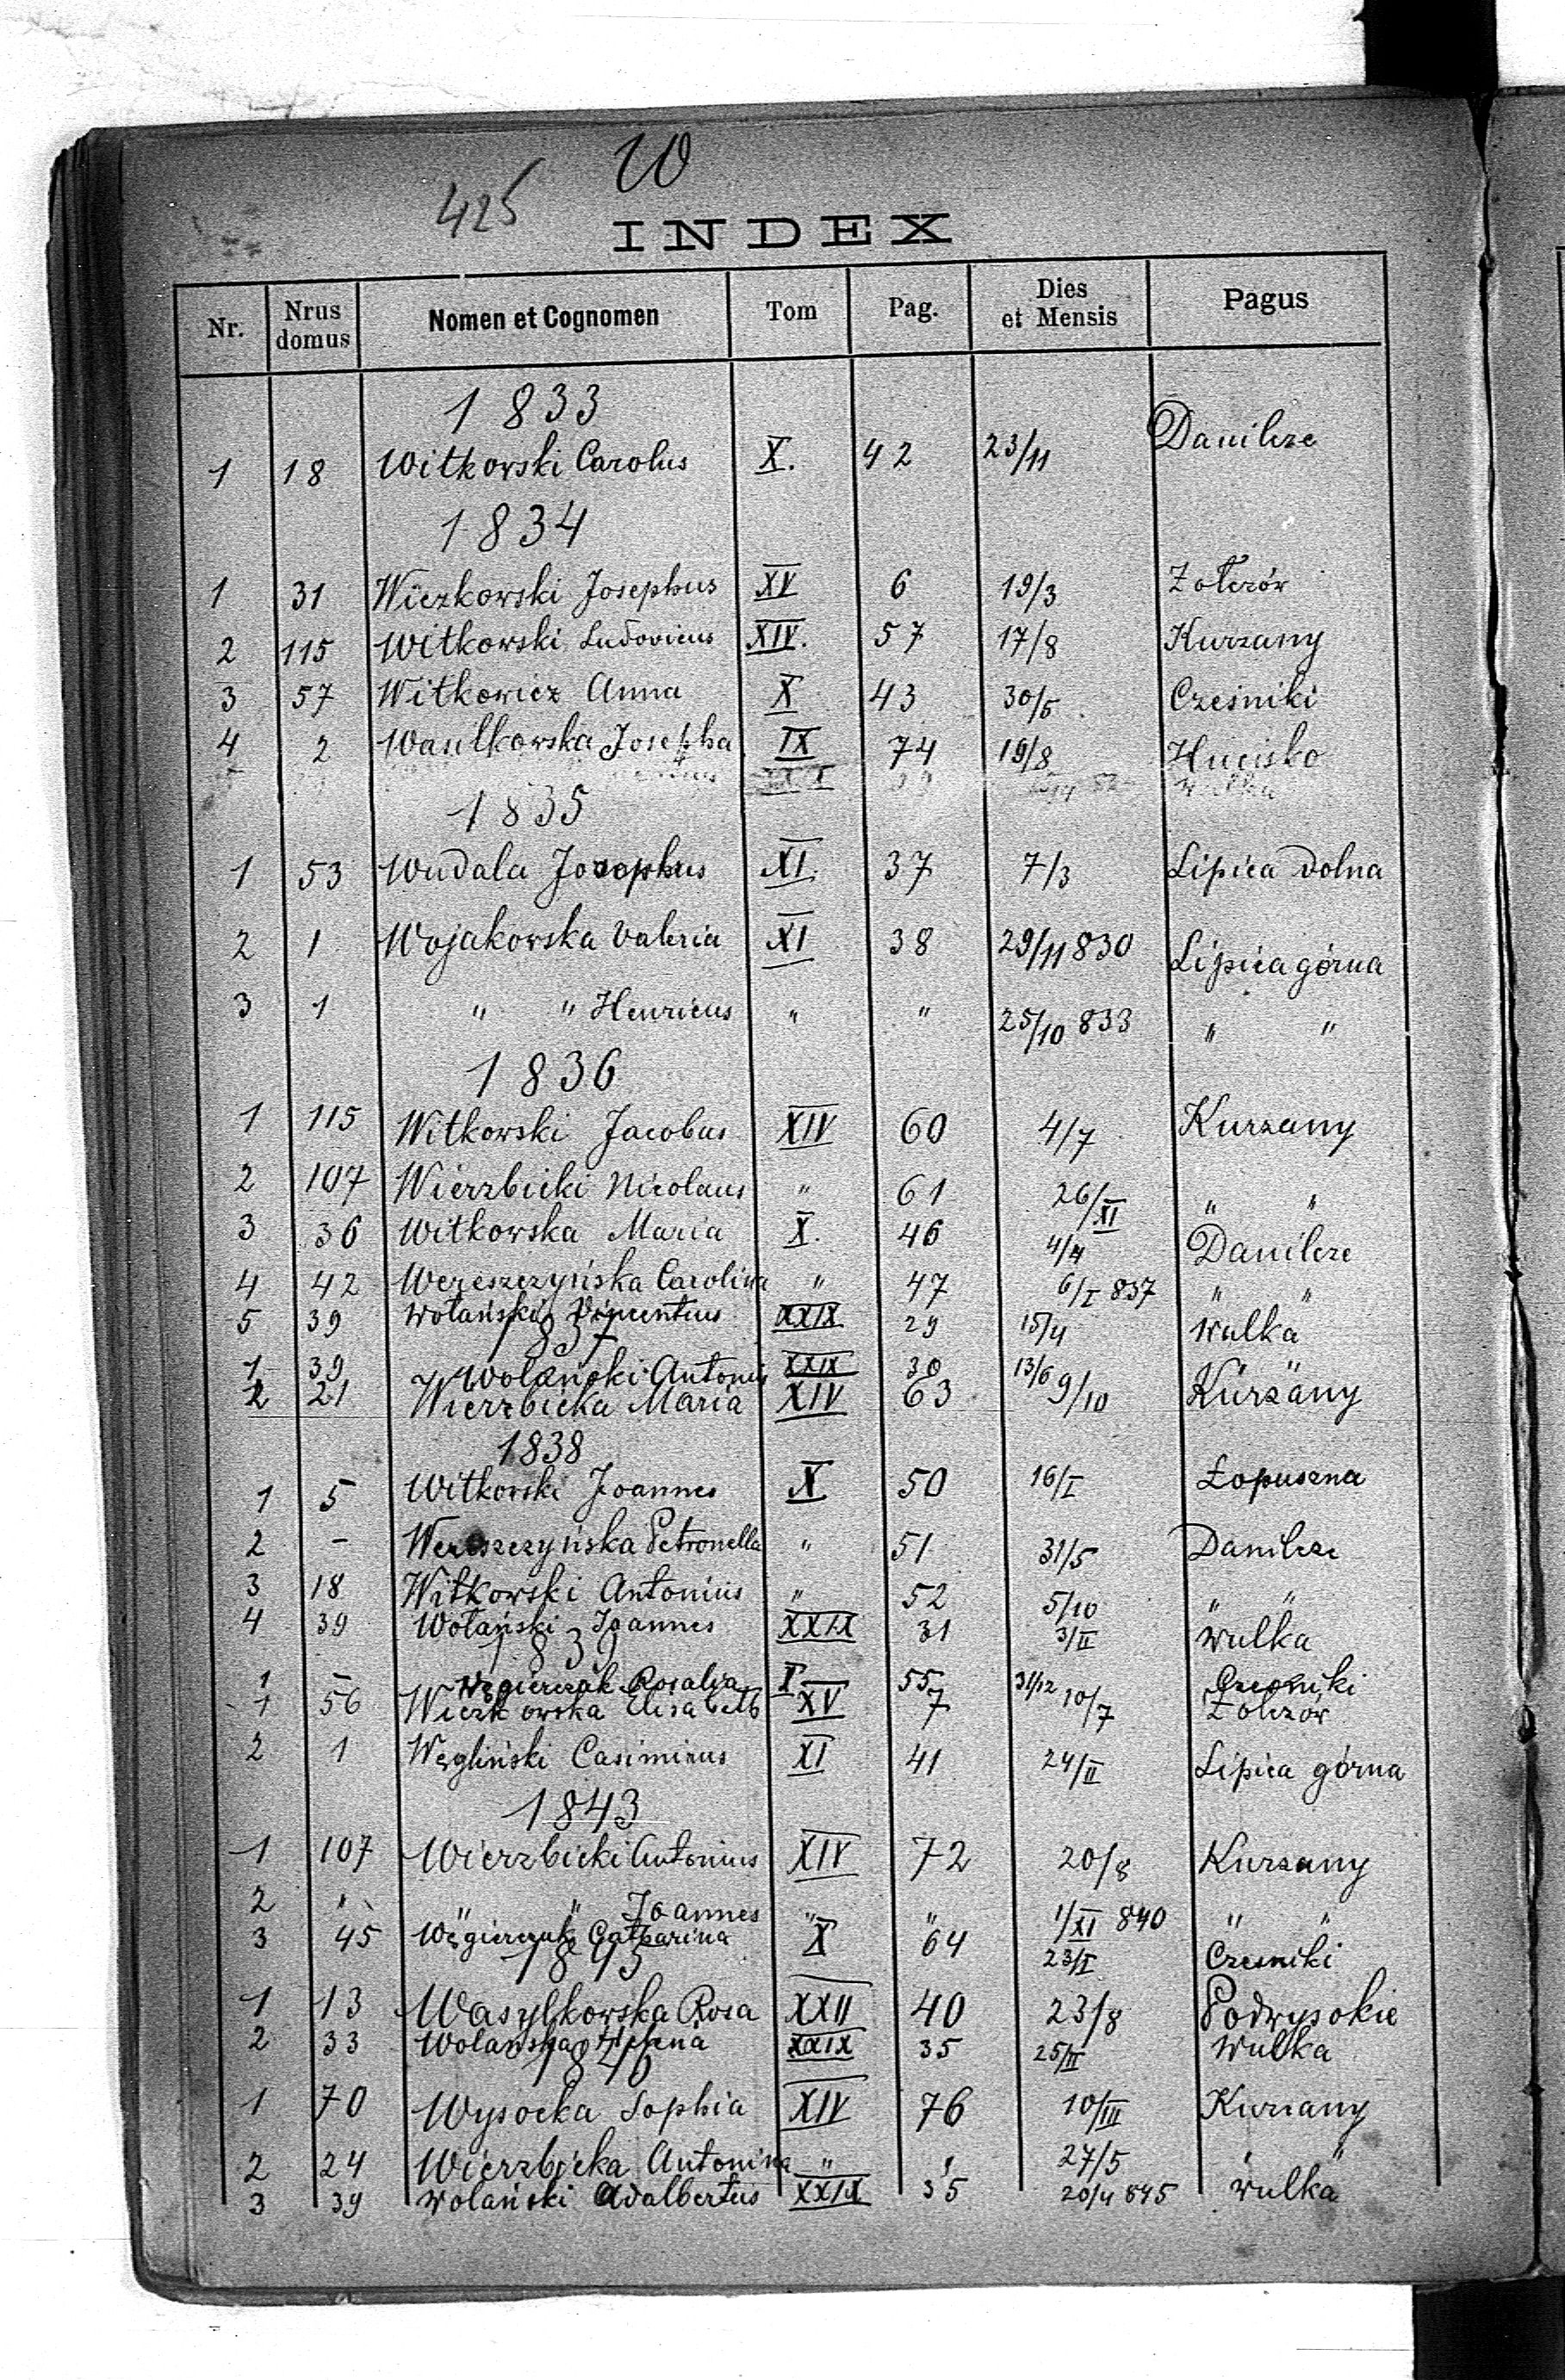 W
425
INDEX
Nr. Nrus domus Nomen et Cognomen Tom Pag. Dies et Mensis Pagus
1833
1 18 Witkowski Carolus X. 42 23/11 Danilcze
1834
1 31 Wiczkowski Josephus XV 6 19/3 Żołczów
2 115 Witkowski Ludovicus XIV. 57 17/8 Kurzany
3 57 Witkowicz Anna X 43 30/5 Cześniki
4 2 Wasilkowska Josepha IX 74 19/8 Hucisko
1835
1 53 Wudala Josephus XI. 37 7/3 Lipica dolna
2 1 Wojakowska Valeria XI 38 29/11 830 Lipica górna
3 1 " " Henricus " " 25/10 833 " "
1836
1 115 Witkowski Jacobus XIV 60 4/7 Kurzany
2 107 Wierzbicki Nicolaus " 61 26/XI " "
3 36 Witkowska Maria X. 46 4/4 Danilcze
4 42 Wereszczyńska Carolina " 47 6/I 837 " "
5 39 Wołański Vincentius XXIX 29 15/4 Wulka
1837
1 39 Wolański Antonius XXIX 30 13/6 "
2 21 Wierzbicka Maria XIV 63 9/10 Kurzany
1838
1 5 Witkowski Joannes X 50 16/I Łopuszna
2 - Wereszczyńska Petronella " 51 31/5 Danilcze
3 18 Witkowski Antonius " 52 5/10 " "
4 39 Wołański Joannes XXIX 31 3/II Wulka
1839
1 Węgierczak Rosalia X 55 31/12 Cześniki
1 56 Wiczkowska Elisabeth XV 7 10/7 Żołczów
2 1 Węgliński Casimirus XI 41 24/II Lipica górna
1843
1 107 Wierzbicki Antonius XIV 72 20/8 Kurzany
2 " " " Joannes " " 1/XI 840 " "
3 45 Węgierczak Catharina X 64 23/I Cześniki
1845
1 13 Wasylkowska Rosa XXII 40 23/8 Podwysokie
2 33 Wolańska XXIX 35 25/II Wulka
1846
1 70 Wysocka Sophia XIV 76 10/III Kurzany
2 24 Wierzbicka Antonina " " 27/5 " "
3 39 Wolański Adalbertus XXIX 35 20/4 845 Wulka